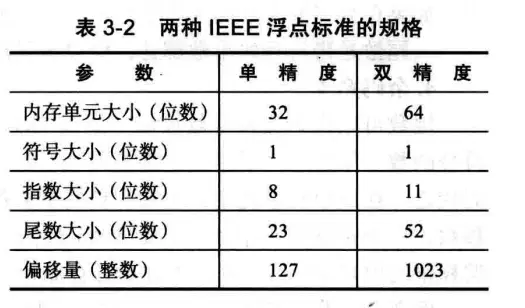 表 3-2 两种 IEEE 浮点标准的规格
参 数 单 精 度 双 精 度
内存单元大小（位数） 32 64
符号大小（位数） 1 1
指数大小（位数） 8 11
尾数大小（位数） 23 52
偏移量（整数） 127 1023